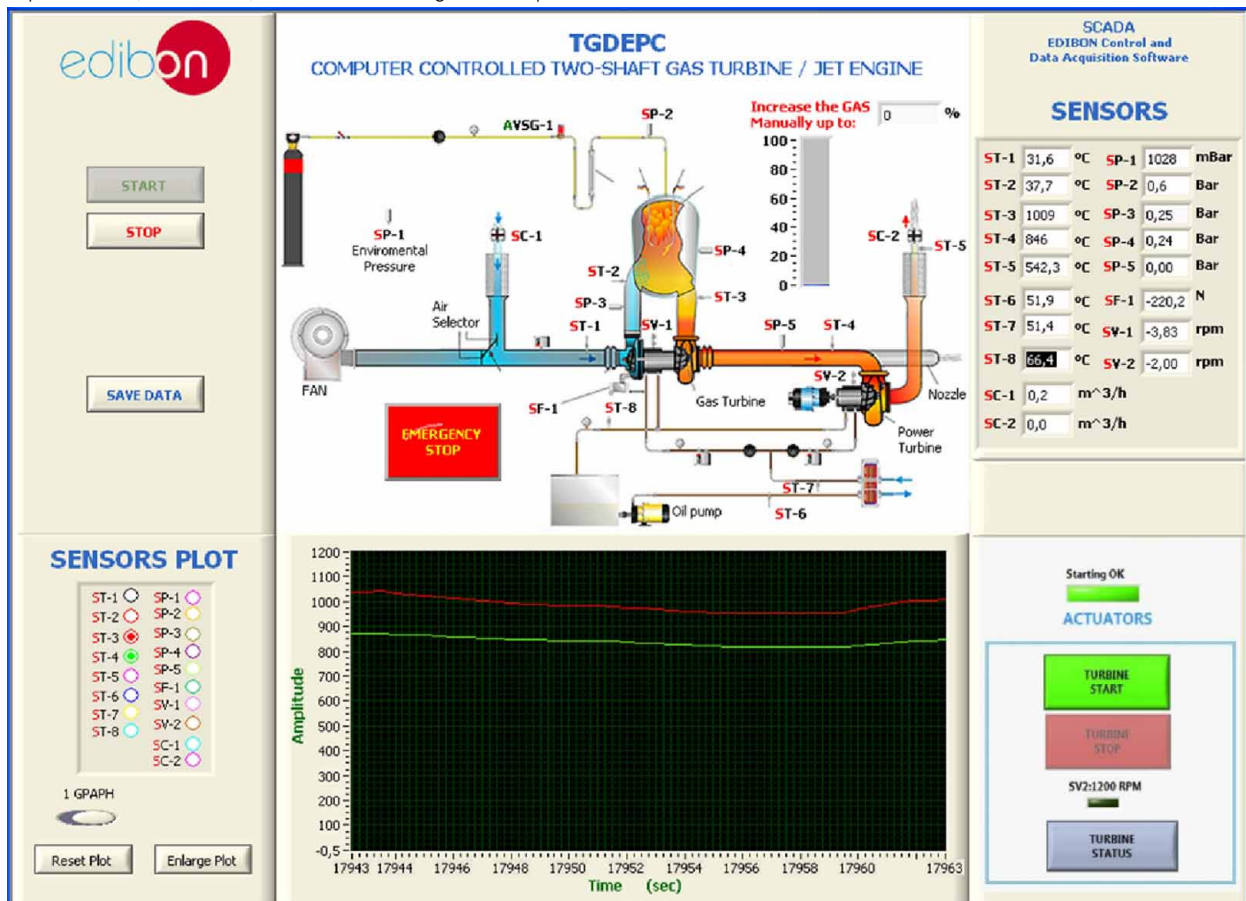 edibon
START
STOP
SAVE DATA
TGDEPC
COMPUTER CONTROLLED TWO-SHAFT GAS TURBINE / JET ENGINE
AVSG-1
SP-2
Increase the GAS
Manually up to:
0 %
100
80
60
40
20
0
SP-1
Enviromental
Pressure
SC-1
SP-4
SC-2
ST-5
ST-2
ST-3
SP-3
Air
Selector
ST-1
SV-1
SP-5
ST-4
FAN
SF-1
ST-8
Gas Turbine
SV-2
Nozzle
EMERGENCY
STOP
Power
Turbine
ST-7
Oil pump
ST-6
SCADA
EDIBON Control and
Data Acquisition Software
SENSORS
ST-1 31,6 ºC SP-1 1028 mBar
ST-2 37,7 ºC SP-2 0,6 Bar
ST-3 1009 ºC SP-3 0,25 Bar
ST-4 846 ºC SP-4 0,24 Bar
ST-5 542,3 ºC SP-5 0,00 Bar
ST-6 51,9 ºC SF-1 -220,2 N
ST-7 51,4 ºC SV-1 -3,83 rpm
ST-8 66,4 ºC SV-2 -2,00 rpm
SC-1 0,2 m^3/h
SC-2 0,0 m^3/h
SENSORS PLOT
ST-1 SP-1
ST-2 SP-2
ST-3 SP-3
ST-4 SP-4
ST-5 SP-5
ST-6 SF-1
ST-7 SV-1
ST-8 SV-2
SC-1
SC-2
1 GPAPH
Reset Plot
Enlarge Plot
Amplitude
1200
1100
1000
900
800
700
600
500
400
300
200
100
-0,5
17943 17944 17946 17948 17950 17952 17954 17956 17958 17960 17963
Time (sec)
Starting OK
ACTUATORS
TURBINE
START
TURBINE
STOP
SV2:1200 RPM
TURBINE
STATUS